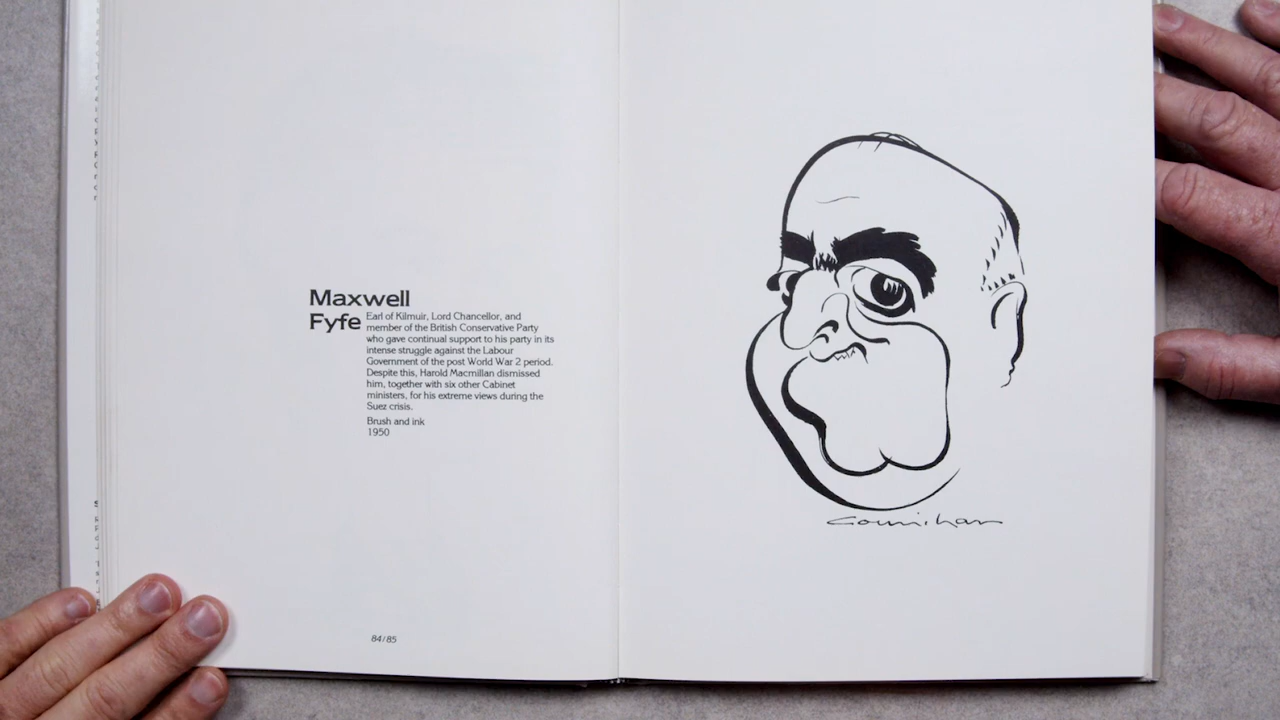 Maxwell
Fyfe
Earl of Kilmuir, Lord Chancellor, and
member of the British Conservative Party
who gave continual support to his party in its
intense struggle against the Labour
Government of the post World War 2 period.
Despite this, Harold Macmillan dismissed
him, together with six other Cabinet
ministers, for his extreme views during the
Suez crisis.
Brush and ink
1950
84/85
Counihan